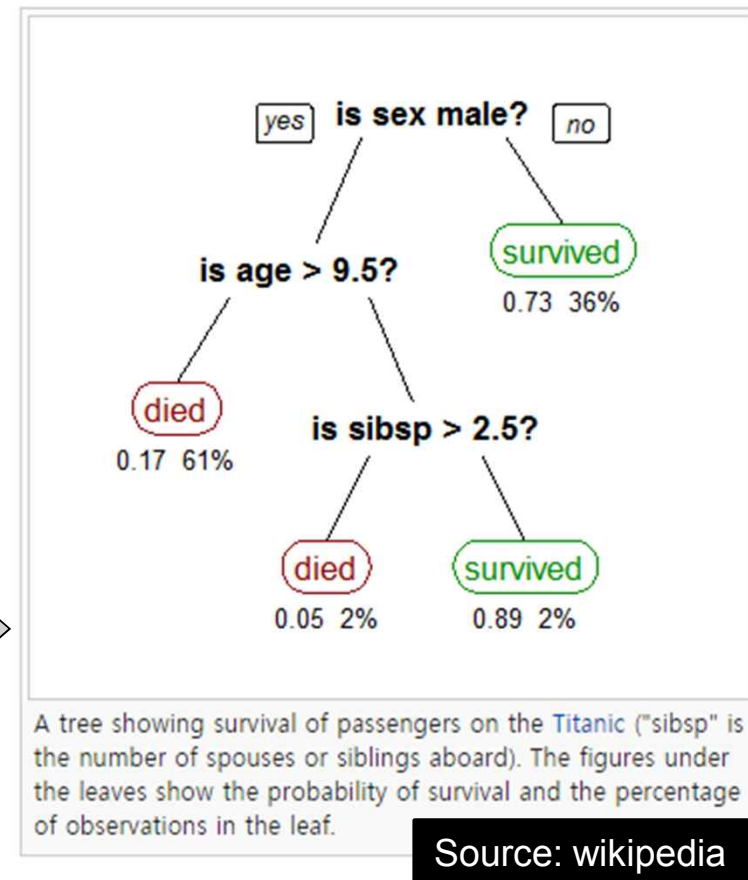 yes is sex male? no
survived
0.73 36%
is age > 9.5?
died
0.17 61%
is sibsp > 2.5?
died survived
0.05 2% 0.89 2%
A tree showing survival of passengers on the Titanic ("sibsp" is
the number of spouses or siblings aboard). The figures under
the leaves show the probability of survival and the percentage
of observations in the leaf.
Source: wikipedia